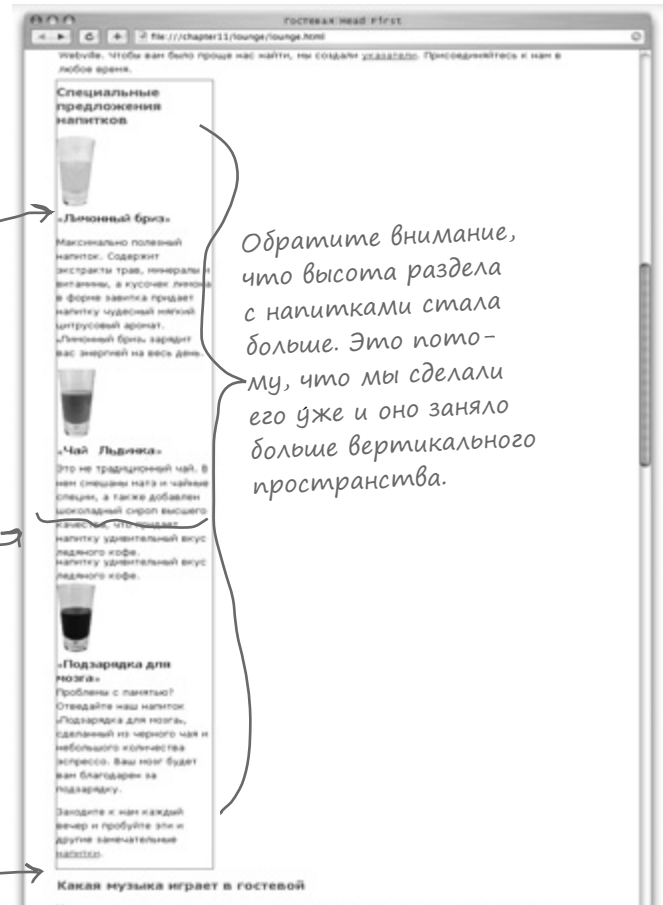 гостевая Head First
file:///chapter11/lounge/lounge.html
Webville. Чтобы вам было проще нас найти, мы создали указатели. Присоединяйтесь к нам в
любое время.
Специальные
предложения
напитков
«Лимонный бриз»
Максимально полезный
напиток. Содержит
экстракты трав, минералы и
витамины, а кусочек лимона
в форме завитка придает
напитку чудесный мягкий
цитрусовый аромат.
«Лимонный бриз» зарядит
вас энергией на весь день.
Обратите внимание,
что высота раздела
с напитками стала
больше. Это пото-
му, что мы сделали
его у́же и оно заняло
больше вертикального
пространства.
«Чай Льдинка»
Это не традиционный чай. В
нем смешаны мата и чайные
специи, а также добавлен
шоколадный сироп высшего
качества, что придает
напитку удивительный вкус
ледяного кофе.
напитку удивительный вкус
ледяного кофе.
«Подзарядка для
мозга»
Проблемы с памятью?
Отведайте наш напиток
«Подзарядка для мозга»,
сделанный из черного чая и
небольшого количества
эспрессо. Ваш мозг будет
вам благодарен за
подзарядку.
Заходите к нам каждый
вечер и пробуйте эти и
другие замечательные
напитки.
Какая музыка играет в гостевой